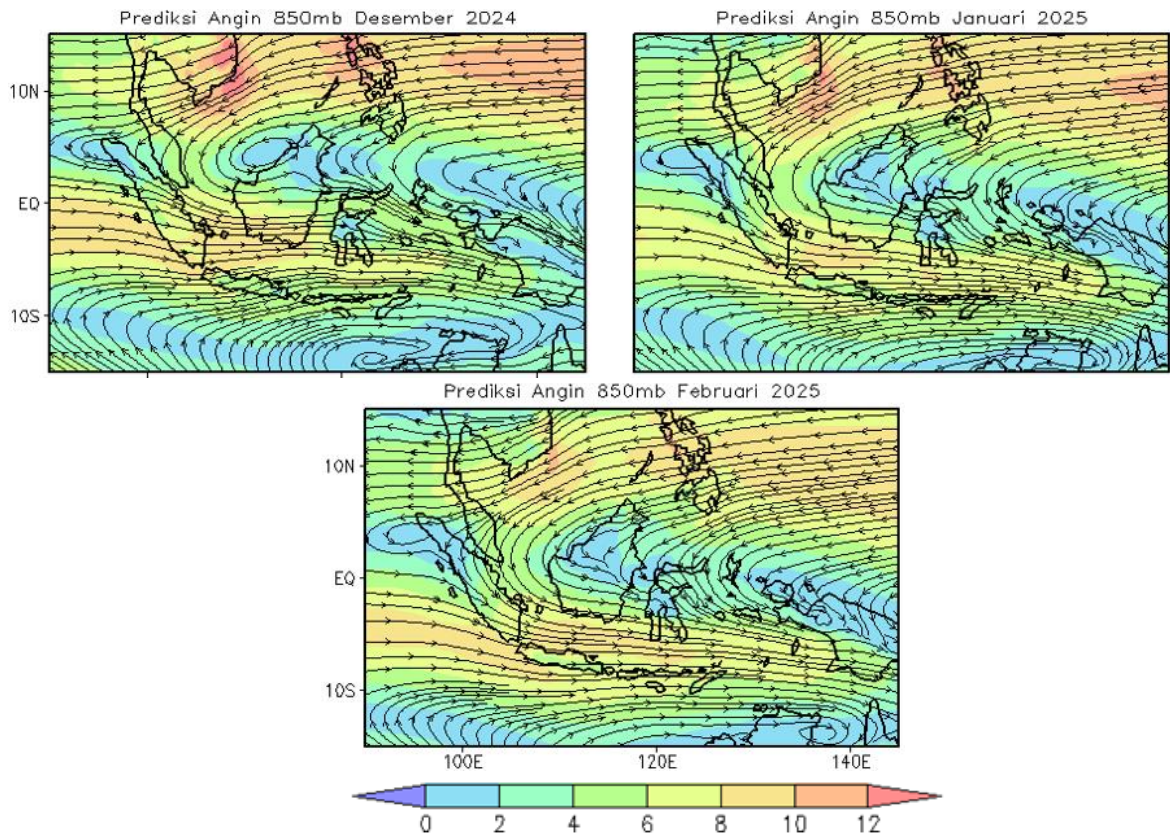 Prediksi Angin 850mb Desember 2024
Prediksi Angin 850mb Januari 2025
10N
EQ
10S
Prediksi Angin 850mb Februari 2025
10N
EQ
10S
100E 120E 140E
0 2 4 6 8 10 12